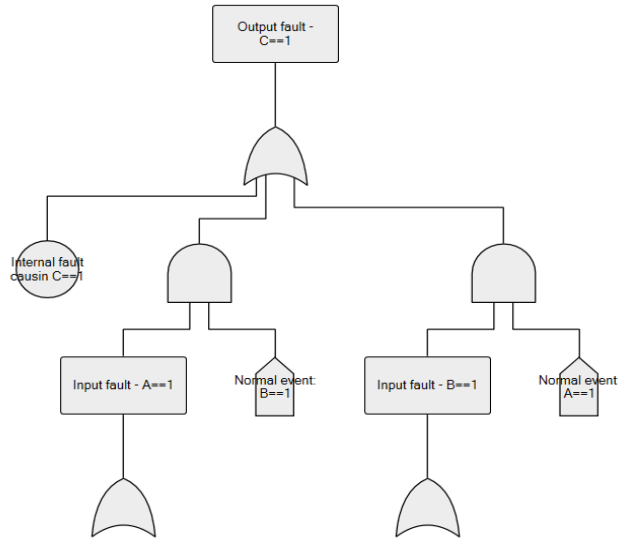 Output fault -
C==1
Internal fault
causin C==1
Input fault - A==1
Normal event:
B==1
Input fault - B==1
Normal event
A==1